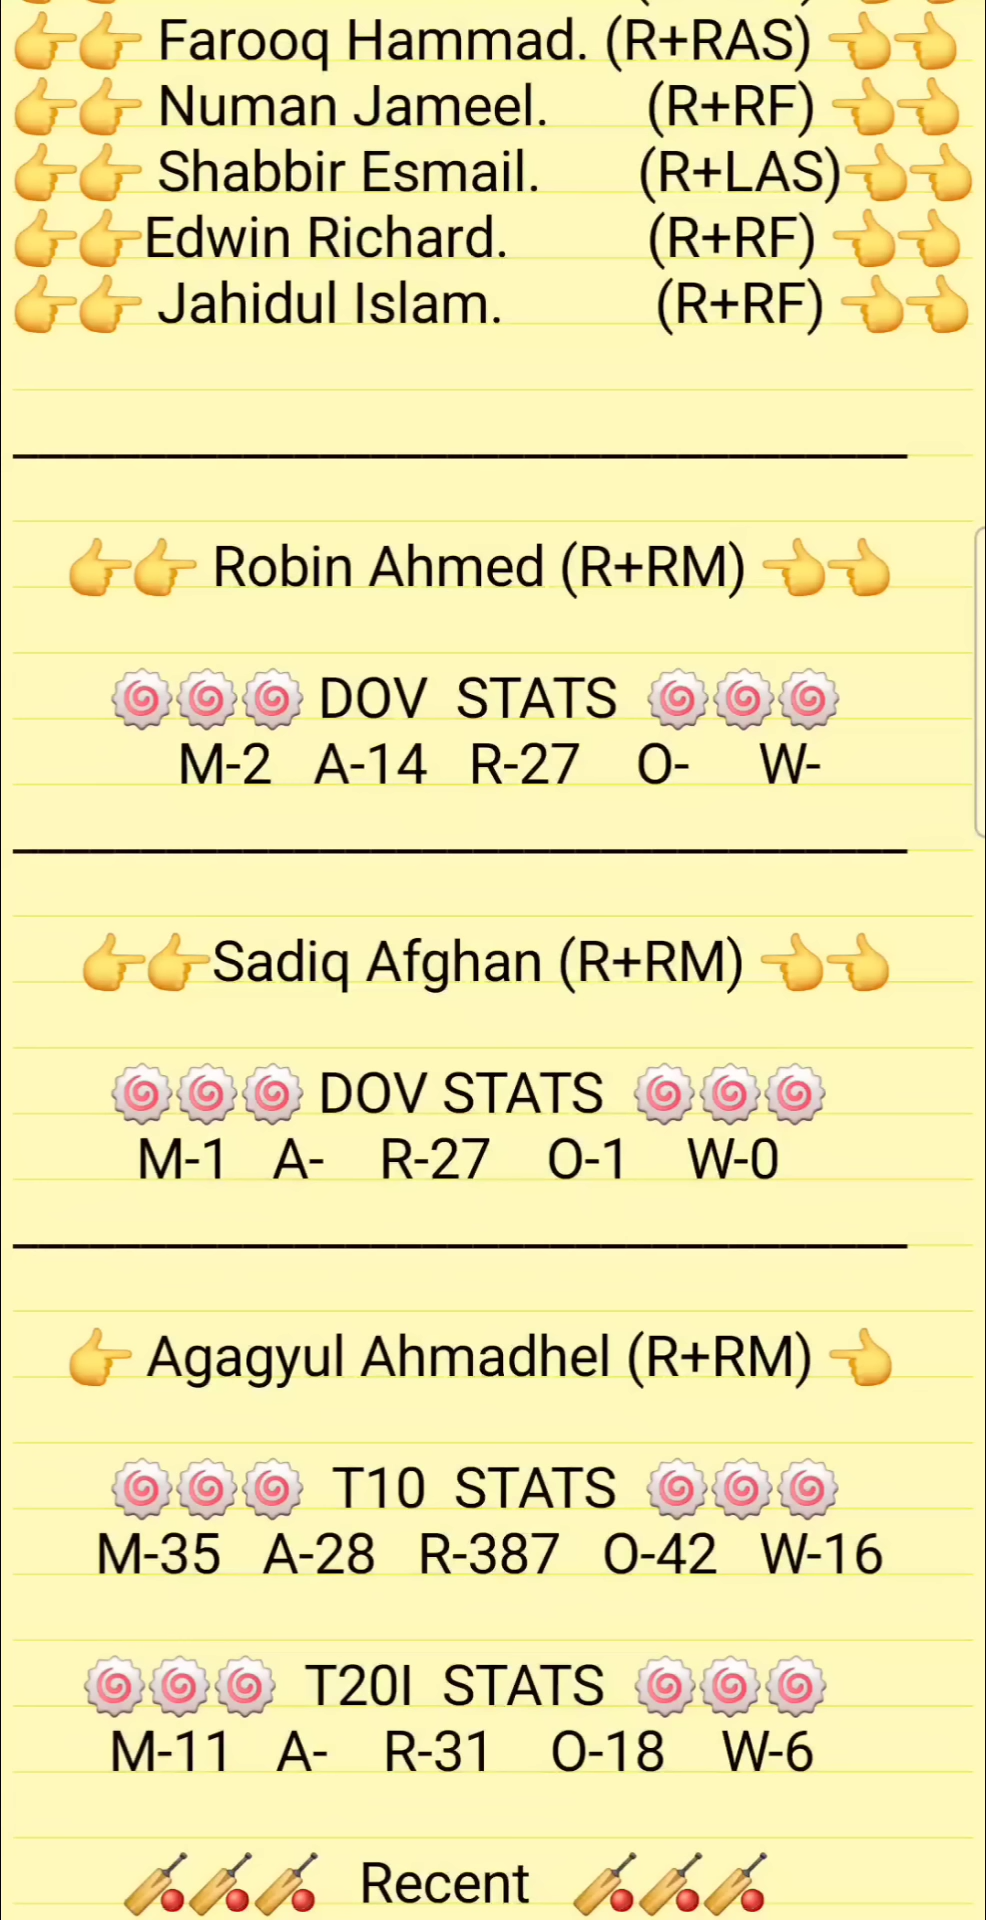 👉👉 Farooq Hammad. (R+RAS) 👈👈
👉👉 Numan Jameel. (R+RF) 👈👈
👉👉 Shabbir Esmail. (R+LAS)👈👈
👉👉Edwin Richard. (R+RF) 👈👈
👉👉 Jahidul Islam. (R+RF) 👈👈
👉👉 Robin Ahmed (R+RM) 👈👈
🍥🍥🍥 DOV STATS 🍥🍥🍥
M-2 A-14 R-27 O- W-
👉👉Sadiq Afghan (R+RM) 👈👈
🍥🍥🍥 DOV STATS 🍥🍥🍥
M-1 A- R-27 O-1 W-0
👉 Agagyul Ahmadhel (R+RM) 👈
🍥🍥🍥 T10 STATS 🍥🍥🍥
M-35 A-28 R-387 O-42 W-16
🍥🍥🍥 T20I STATS 🍥🍥🍥
M-11 A- R-31 O-18 W-6
🏏🏏🏏 Recent 🏏🏏🏏